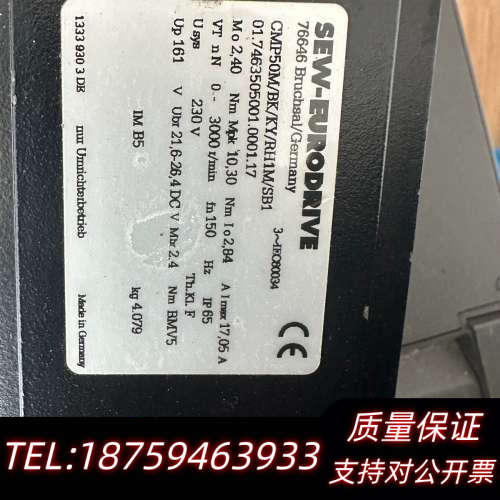 SEW-EURODRIVE
76646 Bruchsal/Germany
CMP50M/BK/KY/RH1M/SB1
01.7463505001.0001.17 3~IEC60034
Mo 2,40 Nm Mpk 10,30 Nm Io 2,84 A Imax 17,05 A
VT nN 0 - 3000 r/min fn 150 Hz IP 65
Usys 230 V Th.Kl. F
Up 161 V Ubr 21,6-26,4 DC V Mbr 2.4 Nm BMV5
IM B5 kg 4.079
1333 930 3 DE nur Umrichterbetrieb Made in Germany
CE
质量保证
TEL:18759463933
支持对公开票